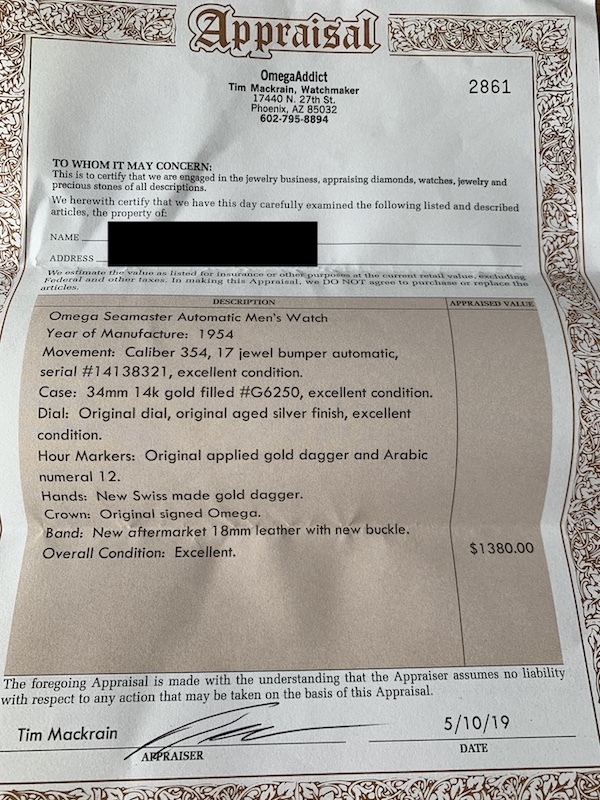 Appraisal
OmegaAddict
Tim Mackrain, Watchmaker
17440 N. 27th St.
Phoenix, AZ 85032
602-795-8894
2861
TO WHOM IT MAY CONCERN:
This is to certify that we are engaged in the jewelry business, appraising diamonds, watches, jewelry and
precious stones of all descriptions.
We herewith certify that we have this day carefully examined the following listed and described
articles, the property of:
NAME
ADDRESS
We estimate the value as listed for insurance or other purposes at the current retail value, excluding
Federal and other taxes. In making this Appraisal, we DO NOT agree to purchase or replace the
articles.
DESCRIPTION
APPRAISED VALUE
Omega Seamaster Automatic Men's Watch
Year of Manufacture: 1954
Movement: Caliber 354, 17 jewel bumper automatic,
serial #14138321, excellent condition.
Case: 34mm 14k gold filled #G6250, excellent condition.
Dial: Original dial, original aged silver finish, excellent
condition.
Hour Markers: Original applied gold dagger and Arabic
numeral 12.
Hands: New Swiss made gold dagger.
Crown: Original signed Omega.
Band: New aftermarket 18mm leather with new buckle.
Overall Condition: Excellent.
$1380.00
The foregoing Appraisal is made with the understanding that the Appraiser assumes no liability
with respect to any action that may be taken on the basis of this Appraisal.
Tim Mackrain
5/10/19
APPRAISER
DATE